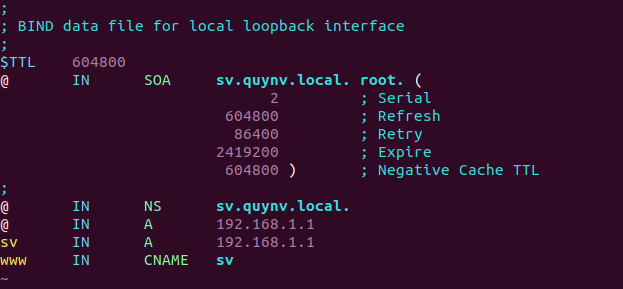 ;
; BIND data file for local loopback interface
;
$TTL    604800
@       IN      SOA     sv.quynv.local. root. (
                              2         ; Serial
                         604800         ; Refresh
                          86400         ; Retry
                        2419200         ; Expire
                         604800 )       ; Negative Cache TTL
;
@       IN      NS      sv.quynv.local.
@       IN      A       192.168.1.1
sv      IN      A       192.168.1.1
www     IN      CNAME   sv
~